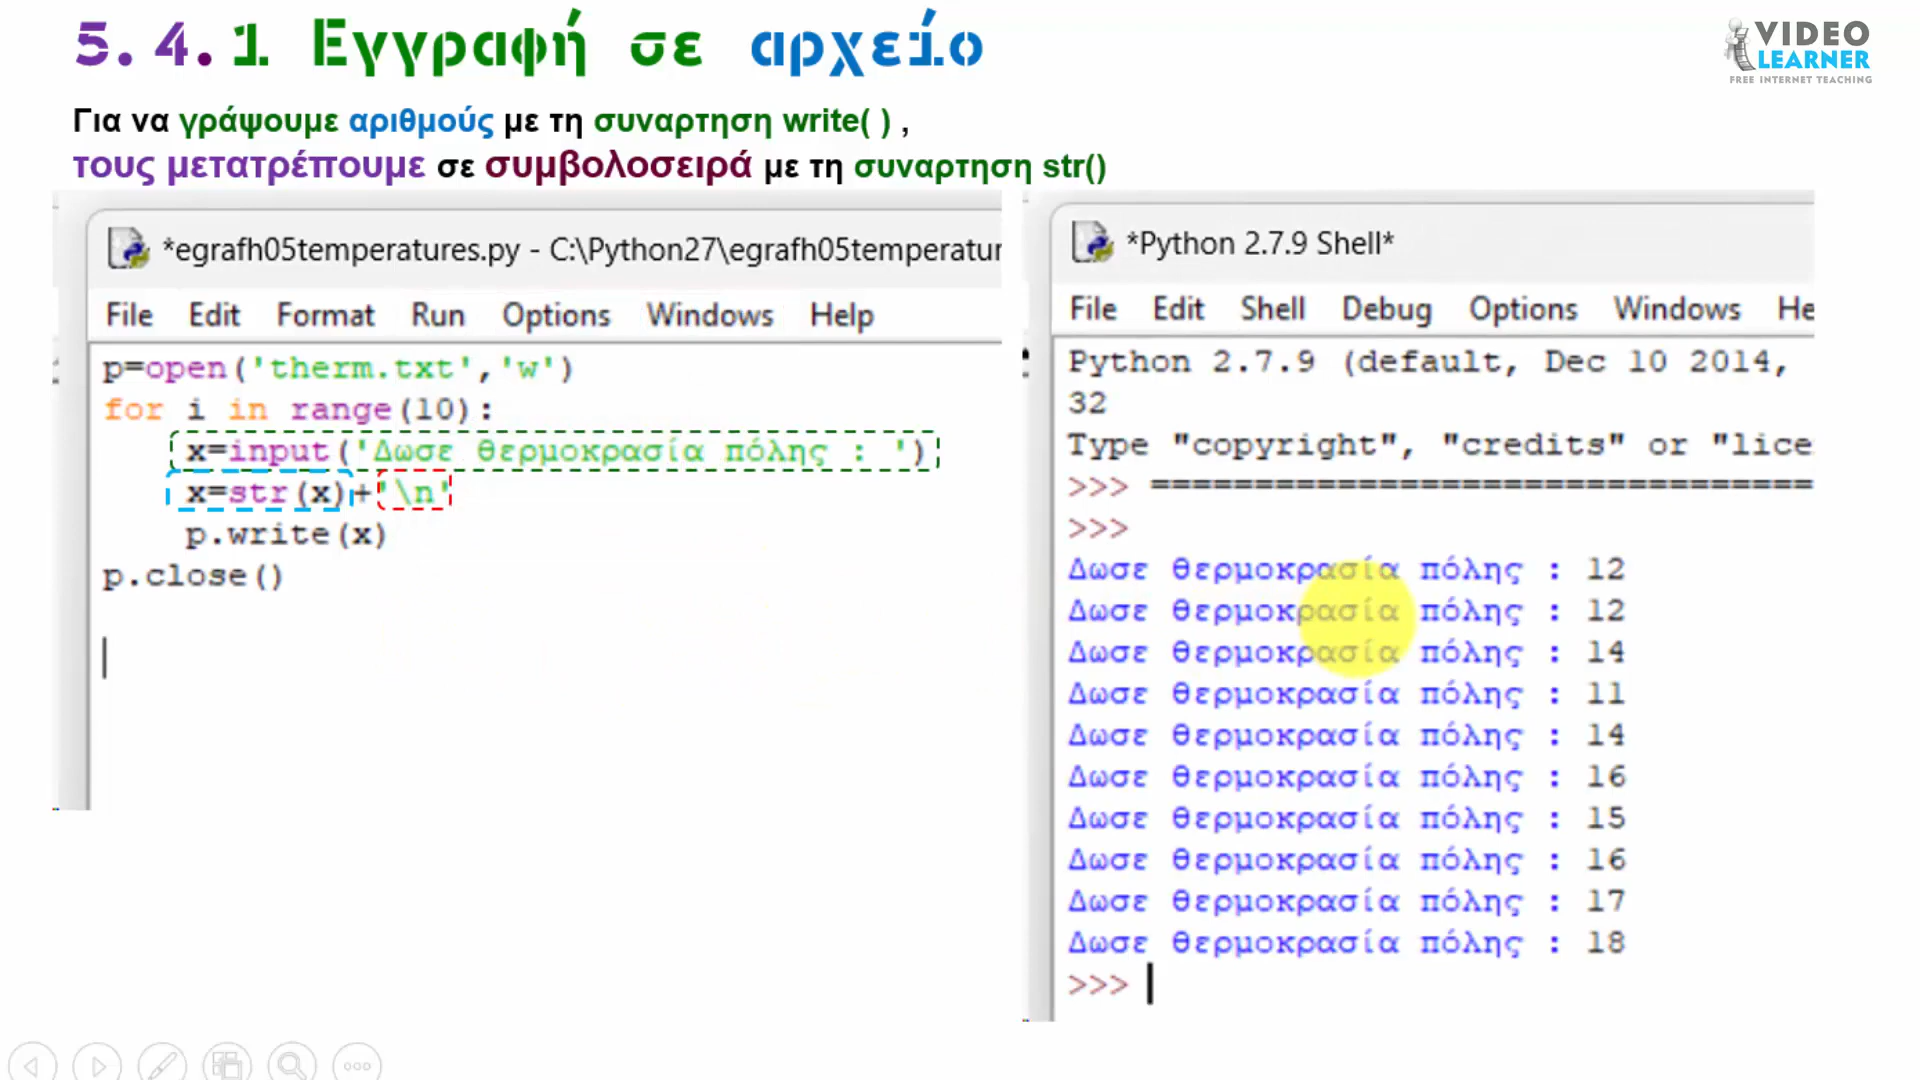 5.4.1 Εγγραφή σε αρχείο
VIDEO
LEARNER
FREE INTERNET TEACHING
Για να γράψουμε αριθμούς με τη συναρτηση write( ) ,
τους μετατρέπουμε σε συμβολοσειρά με τη συναρτηση str()
*egrafh05temperatures.py - C:\Python27\egrafh05temperatur
File Edit Format Run Options Windows Help
p=open('therm.txt','w')
for i in range(10):
x=input('Δωσε θερμοκρασία πόλης : ')
x=str(x)+'\n'
p.write(x)
p.close()
*Python 2.7.9 Shell*
File Edit Shell Debug Options Windows He
Python 2.7.9 (default, Dec 10 2014,
32
Type "copyright", "credits" or "lice
>>> ================================
>>>
Δωσε θερμοκρασία πόλης : 12
Δωσε θερμοκρασία πόλης : 12
Δωσε θερμοκρασία πόλης : 14
Δωσε θερμοκρασία πόλης : 11
Δωσε θερμοκρασία πόλης : 14
Δωσε θερμοκρασία πόλης : 16
Δωσε θερμοκρασία πόλης : 15
Δωσε θερμοκρασία πόλης : 16
Δωσε θερμοκρασία πόλης : 17
Δωσε θερμοκρασία πόλης : 18
>>>